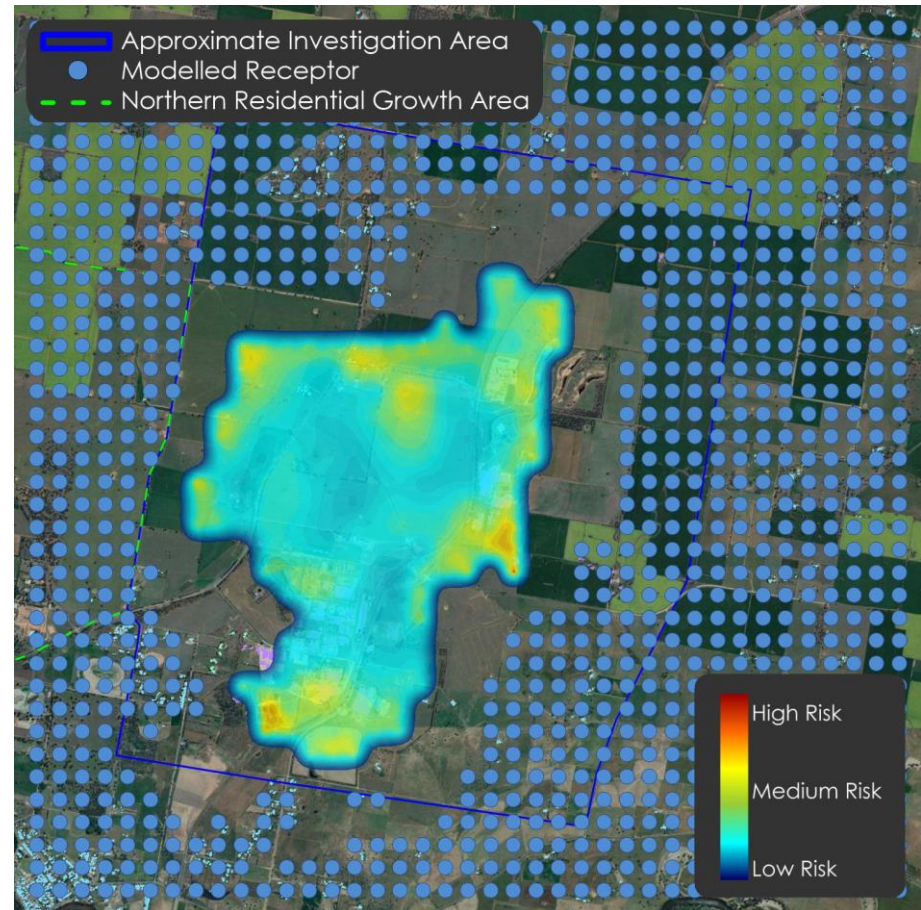 Approximate Investigation Area
Modelled Receptor
Northern Residential Growth Area
High Risk
Medium Risk
Low Risk